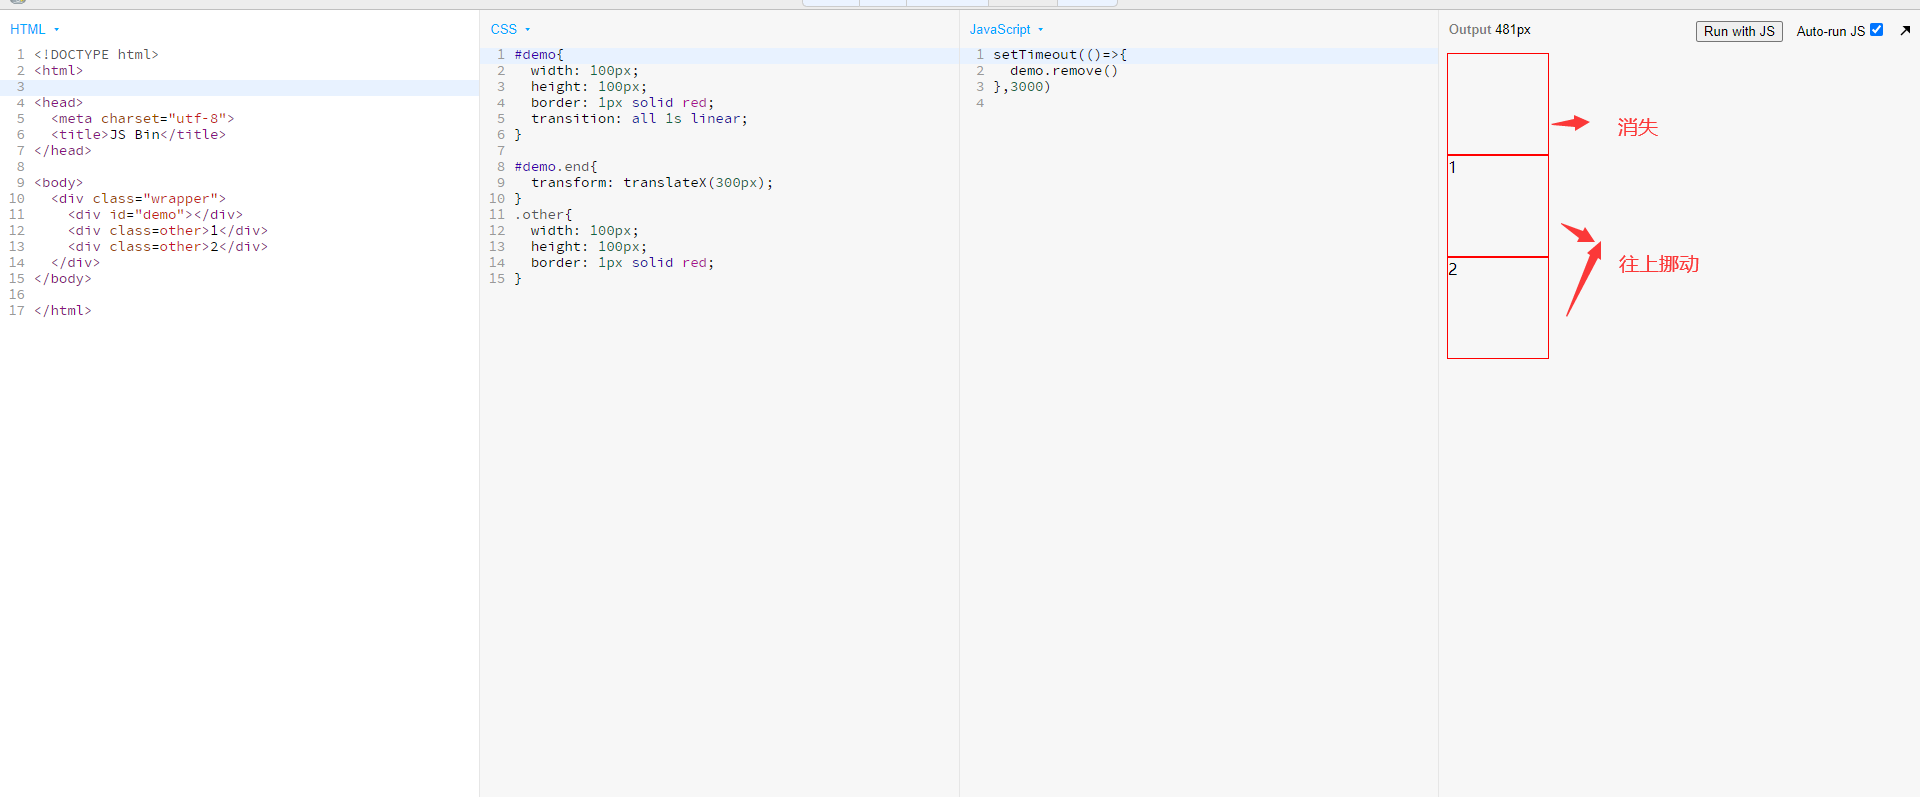 HTML
1 <!DOCTYPE html>
2 <html>
3
4 <head>
5   <meta charset="utf-8">
6   <title>JS Bin</title>
7 </head>
8
9 <body>
10   <div class="wrapper">
11     <div id="demo"></div>
12     <div class=other>1</div>
13     <div class=other>2</div>
14   </div>
15 </body>
16
17 </html>
CSS
1 #demo{
2   width: 100px;
3   height: 100px;
4   border: 1px solid red;
5   transition: all 1s linear;
6 }
7
8 #demo.end{
9   transform: translateX(300px);
10 }
11 .other{
12   width: 100px;
13   height: 100px;
14   border: 1px solid red;
15 }
JavaScript
1 setTimeout(()=>{
2   demo.remove()
3 },3000)
4
Output 481px
Run with JS
Auto-run JS
消失
1
往上挪动
2